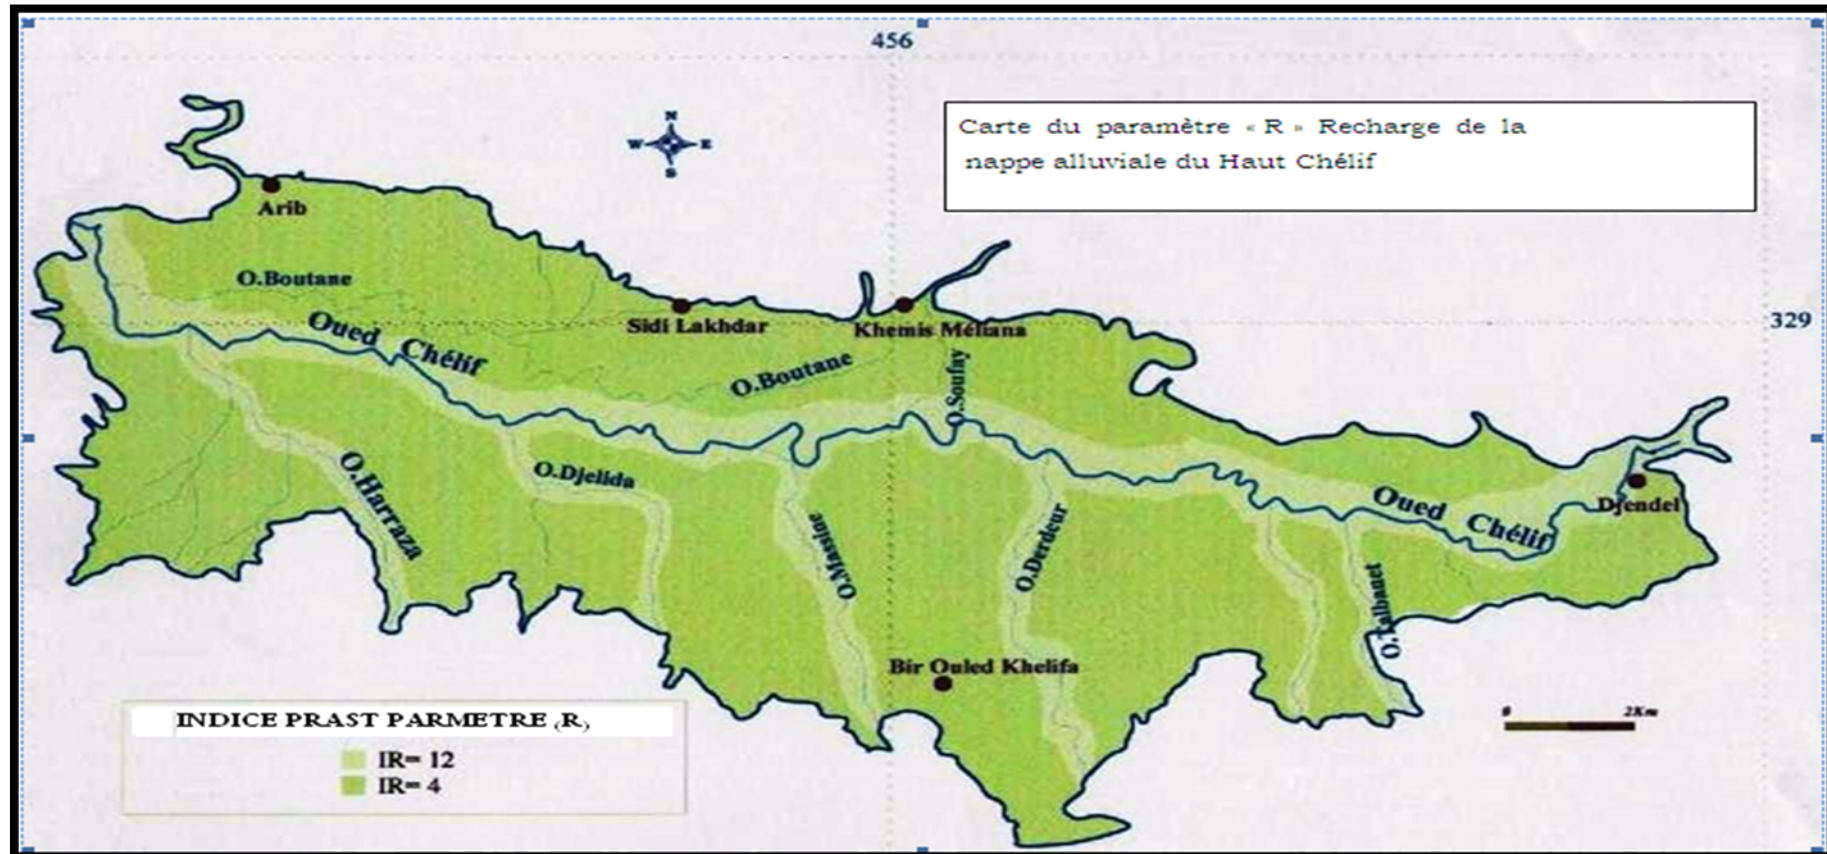 456
Carte du paramètre « R » Recharge de la
nappe alluviale du Haut Chélif
N
W E
S
Arib
O.Boutane
Sidi Lakhdar
Khemis Méliana
329
Oued Chélif
O.Boutane
O.Soufay
O.Harraza
O.Djelida
O.Massine
O.Derdeur
Oued Chélif
Djendel
O.Talbanet
Bir Ouled Khelifa
INDICE PRAST PARMETRE (R)
IR= 12
IR= 4
0 2Km